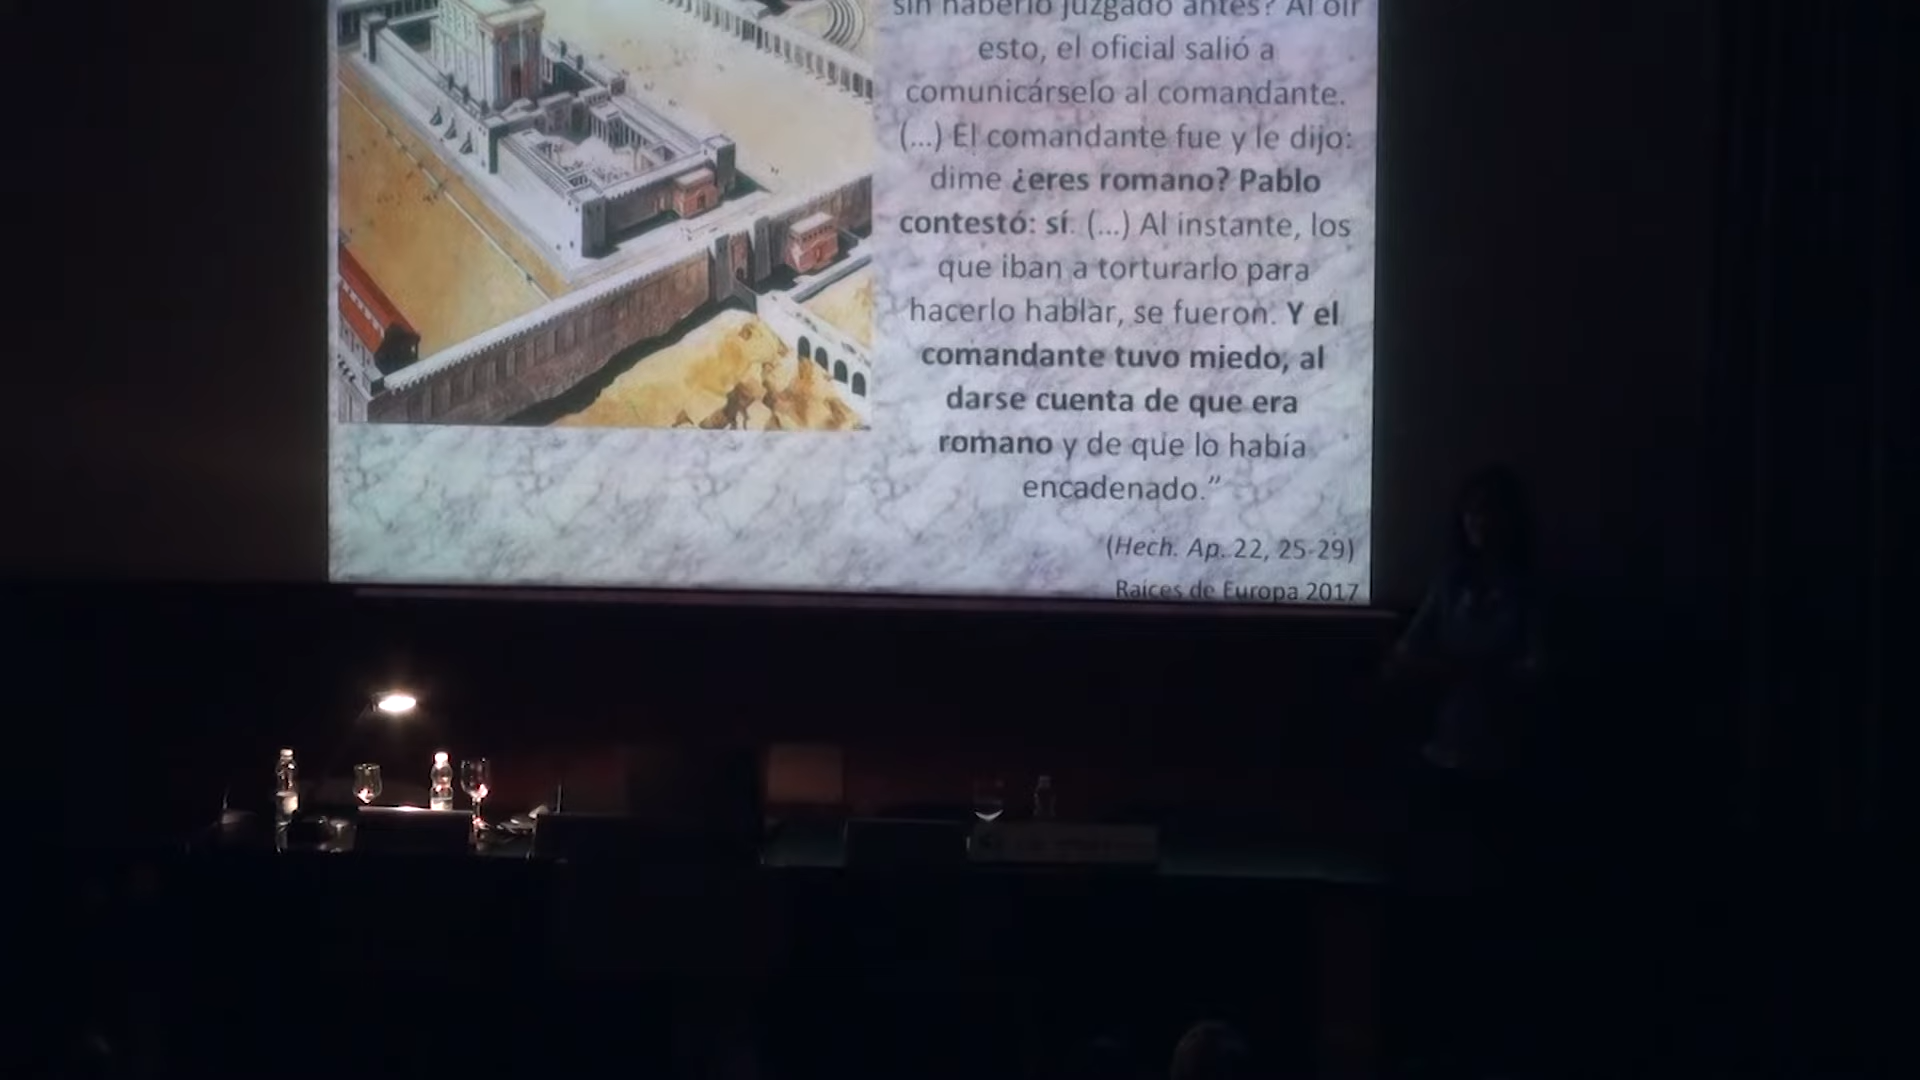 sin haberlo juzgado antes? Al oír
esto, el oficial salió a
comunicárselo al comandante.
(...) El comandante fue y le dijo:
dime ¿eres romano? Pablo
contestó: sí. (...) Al instante, los
que iban a torturarlo para
hacerlo hablar, se fueron. Y el
comandante tuvo miedo, al
darse cuenta de que era
romano y de que lo había
encadenado.”
(Hech. Ap. 22, 25-29)
Raíces de Europa 2017